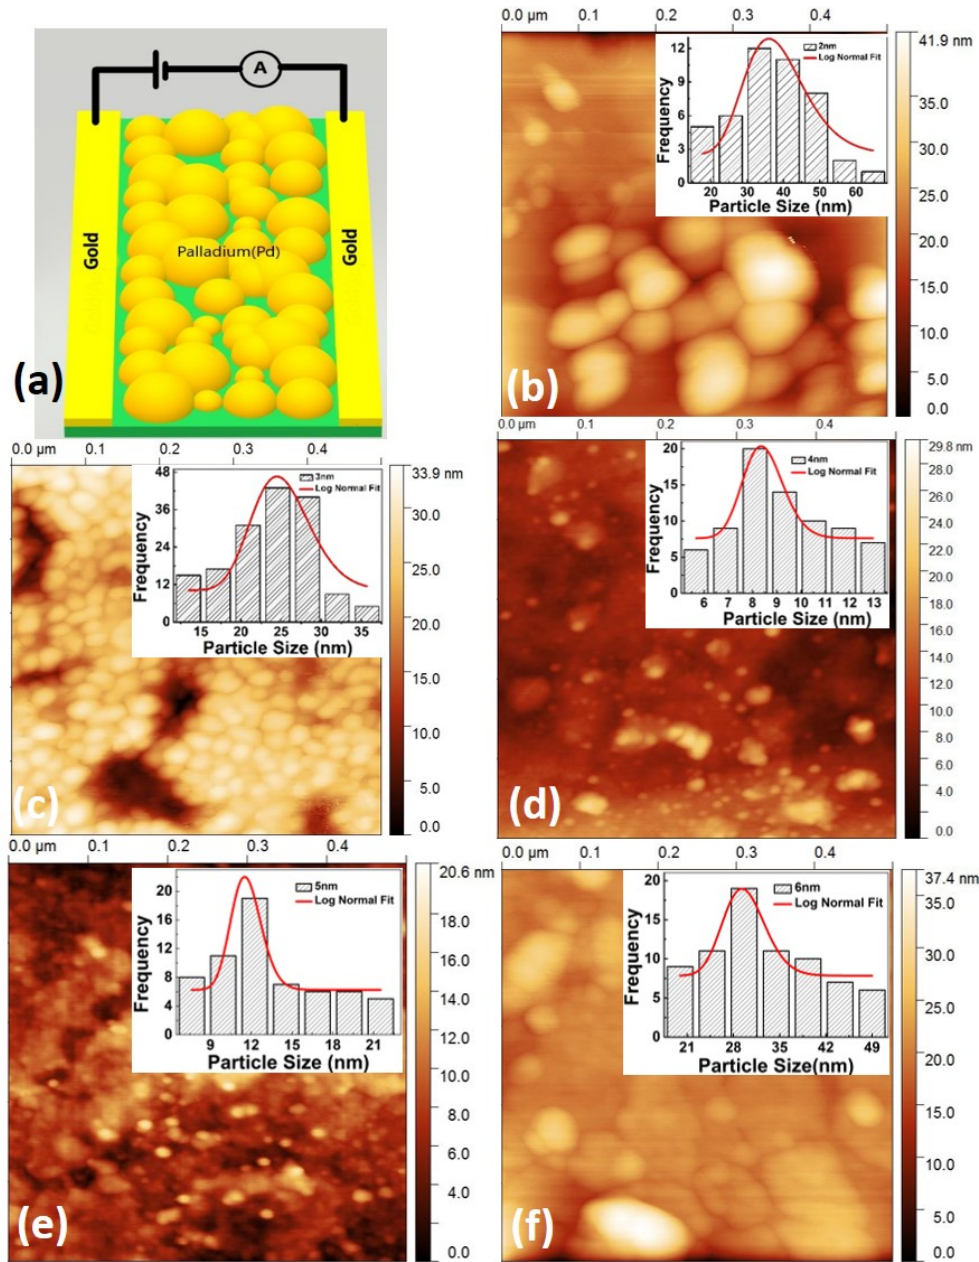 A
Gold
Palladium(Pd)
Gold
(a)
0.0 µm 0.1 0.2 0.3 0.4
41.9 nm
35.0
30.0
25.0
20.0
15.0
10.0
5.0
0.0
12
9
6
3
0
Frequency
2nm
Log Normal Fit
20 30 40 50 60
Particle Size (nm)
(b)
0.0 µm 0.1 0.2 0.3 0.4
33.9 nm
30.0
25.0
20.0
15.0
10.0
5.0
0.0
48
36
24
12
0
Frequency
3nm
Log Normal Fit
15 20 25 30 35
Particle Size (nm)
(c)
0.0 µm 0.1 0.2 0.3 0.4
29.8 nm
28.0
26.0
24.0
22.0
20.0
18.0
16.0
14.0
12.0
10.0
8.0
6.0
4.0
2.0
0.0
20
15
10
5
0
Frequency
4nm
Log Normal Fit
6 7 8 9 10 11 12 13
Particle Size (nm)
(d)
0.0 µm 0.1 0.2 0.3 0.4
20.6 nm
18.0
16.0
14.0
12.0
10.0
8.0
6.0
4.0
2.0
0.0
20
15
10
5
0
Frequency
5nm
Log Normal Fit
9 12 15 18 21
Particle Size (nm)
(e)
0.0 µm 0.1 0.2 0.3 0.4
37.4 nm
35.0
30.0
25.0
20.0
15.0
10.0
5.0
0.0
20
15
10
5
0
Frequency
6nm
Log Normal Fit
21 28 35 42 49
Particle Size(nm)
(f)